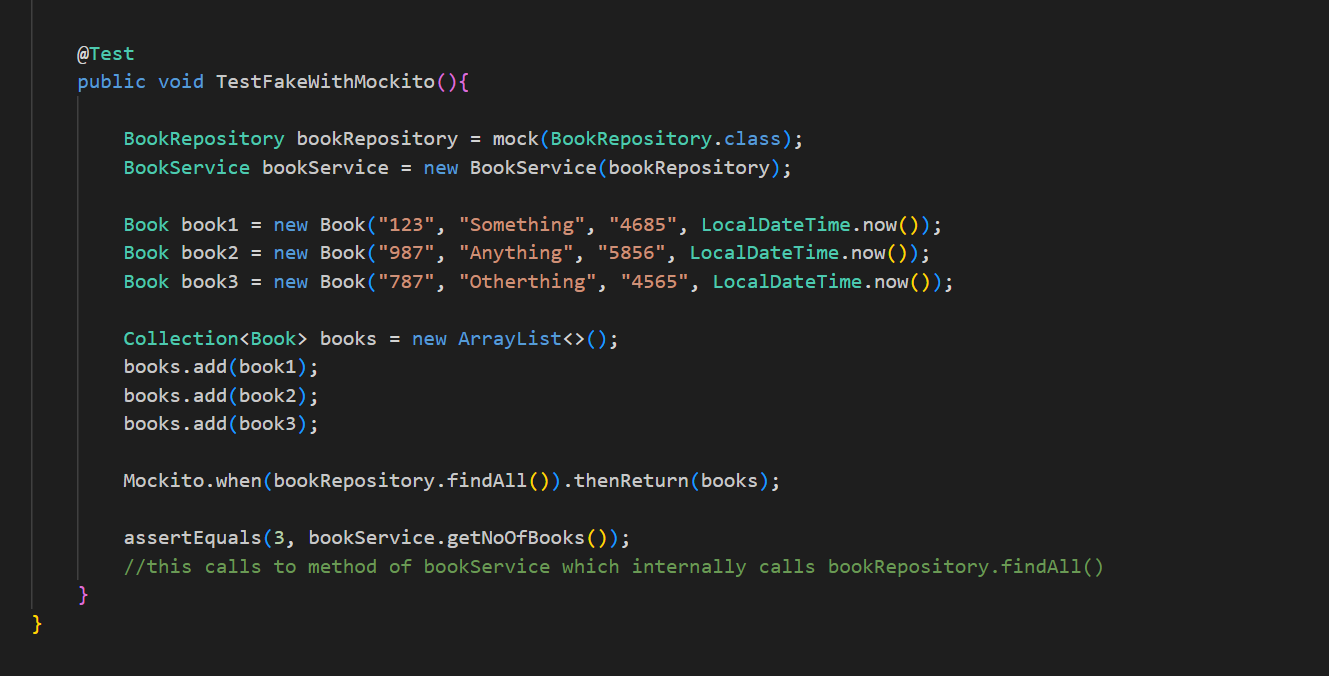 @Test
public void TestFakeWithMockito(){
BookRepository bookRepository = mock(BookRepository.class);
BookService bookService = new BookService(bookRepository);
Book book1 = new Book("123", "Something", "4685", LocalDateTime.now());
Book book2 = new Book("987", "Anything", "5856", LocalDateTime.now());
Book book3 = new Book("787", "Otherthing", "4565", LocalDateTime.now());
Collection<Book> books = new ArrayList<>();
books.add(book1);
books.add(book2);
books.add(book3);
Mockito.when(bookRepository.findAll()).thenReturn(books);
assertEquals(3, bookService.getNoOfBooks());
//this calls to method of bookService which internally calls bookRepository.findAll()
}
}